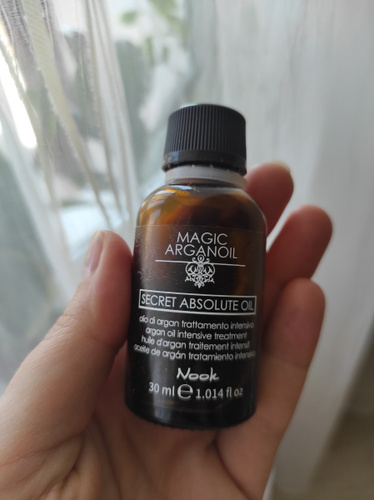 MAGIC
ARGANOIL
SECRET ABSOLUTE OIL
olio di argan trattamento intensivo
argan oil intensive treatment
huile d'argan traitement intensif
aceite de argán tratamiento intensivo
Nook
30 ml e 1.014 fl oz